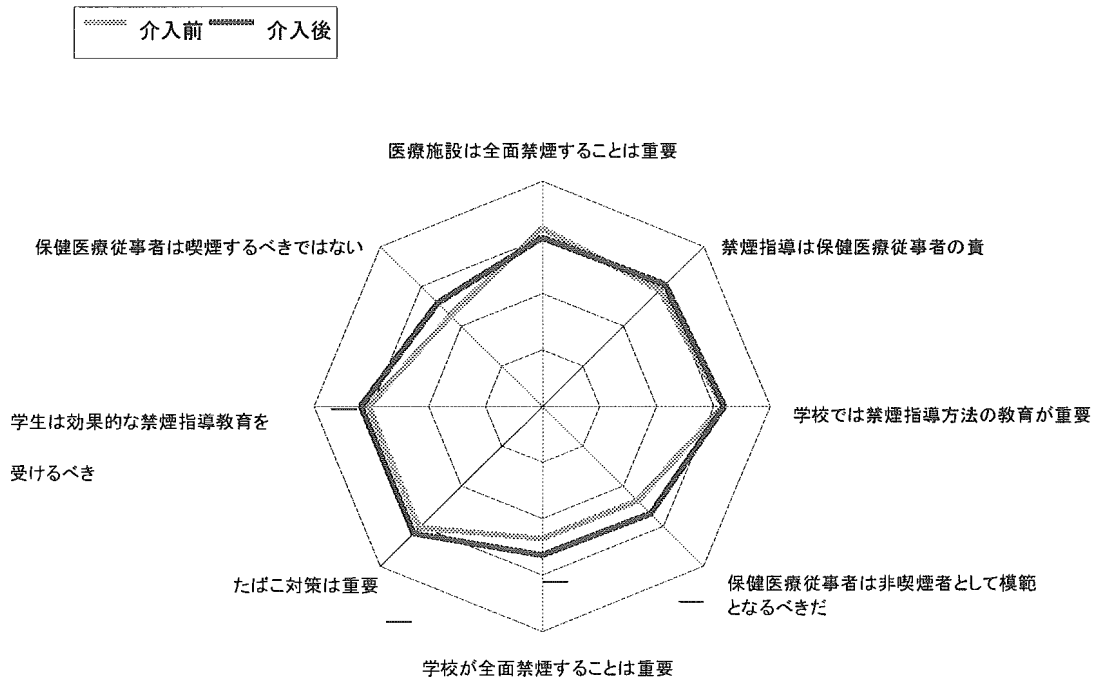 介入前 介入後
医療施設は全面禁煙することは重要
保健医療従事者は喫煙するべきではない
禁煙指導は保健医療従事者の責
学生は効果的な禁煙指導教育を
受けるべき
学校では禁煙指導方法の教育が重要
たばこ対策は重要
保健医療従事者は非喫煙者として模範
となるべきだ
学校が全面禁煙することは重要